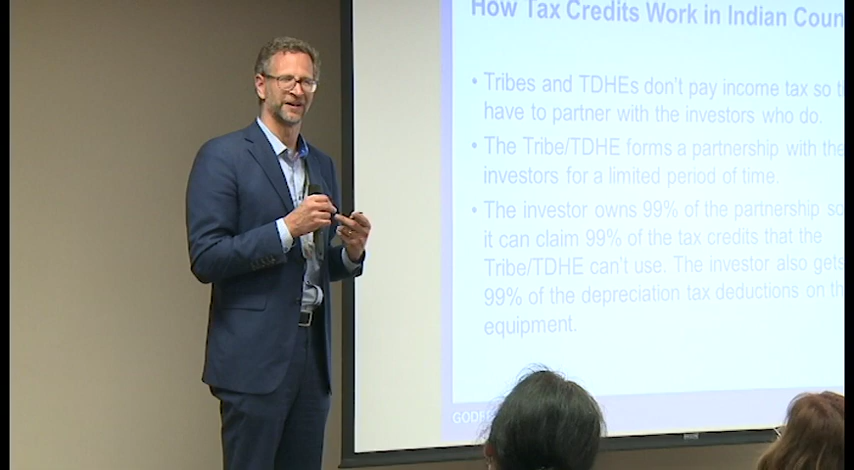 How Tax Credits Work in Indian Coun
• Tribes and TDHEs don't pay income tax so t
have to partner with the investors who do.
• The Tribe/TDHE forms a partnership with the
investors for a limited period of time.
• The investor owns 99% of the partnership so
it can claim 99% of the tax credits that the
Tribe/TDHE can't use. The investor also gets
99% of the depreciation tax deductions on th
equipment.